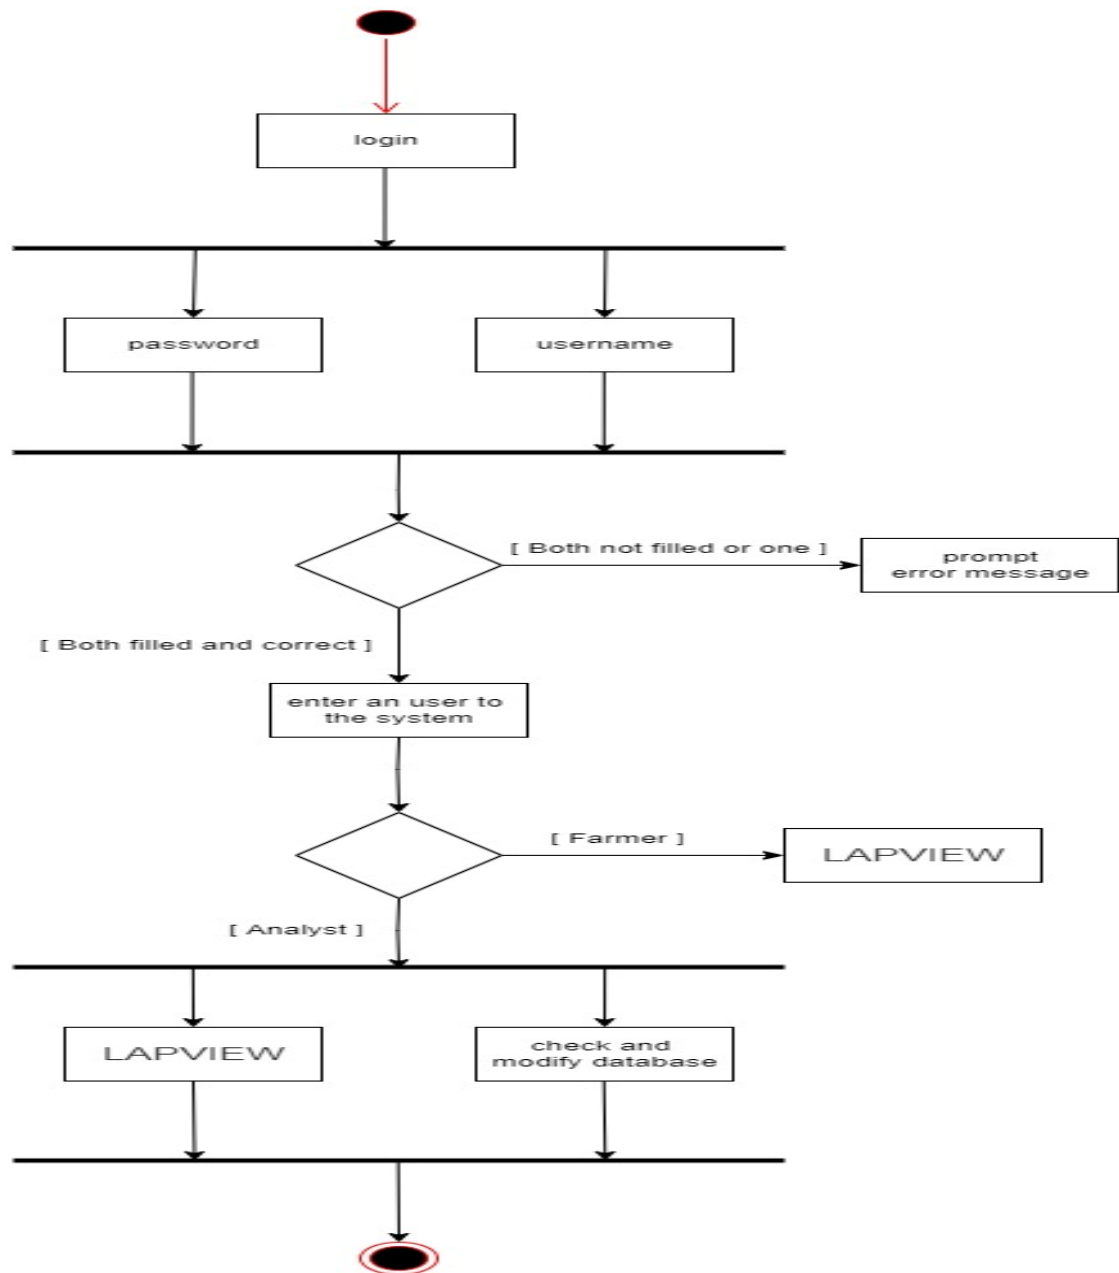 login
password
username
[ Both not filled or one ]
prompt
error message
[ Both filled and correct ]
enter an user to
the system
[ Farmer ]
LAPVIEW
[ Analyst ]
LAPVIEW
check and
modify database